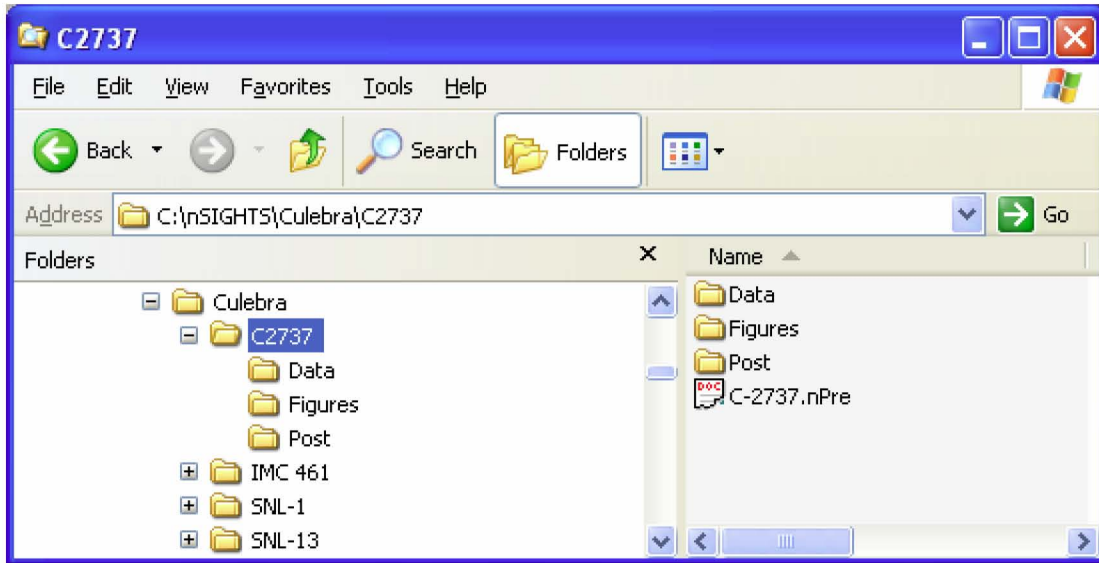 C2737
File Edit View Favorites Tools Help
Back Search Folders
Address C:\nSIGHTS\Culebra\C2737 Go
Folders
Culebra
C2737
Data
Figures
Post
IMC 461
SNL-1
SNL-13
Name
Data
Figures
Post
DOC C-2737.nPre